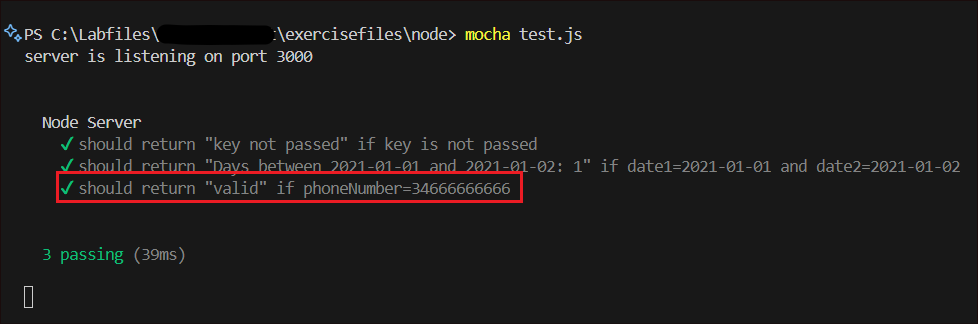 PS C:\Labfiles\ t\exercisefiles\node> mocha test.js
server is listening on port 3000
Node Server
✓ should return "key not passed" if key is not passed
✓ should return "Days between 2021-01-01 and 2021-01-02: 1" if date1=2021-01-01 and date2=2021-01-02
✓ should return "valid" if phoneNumber=34666666666
3 passing (39ms)